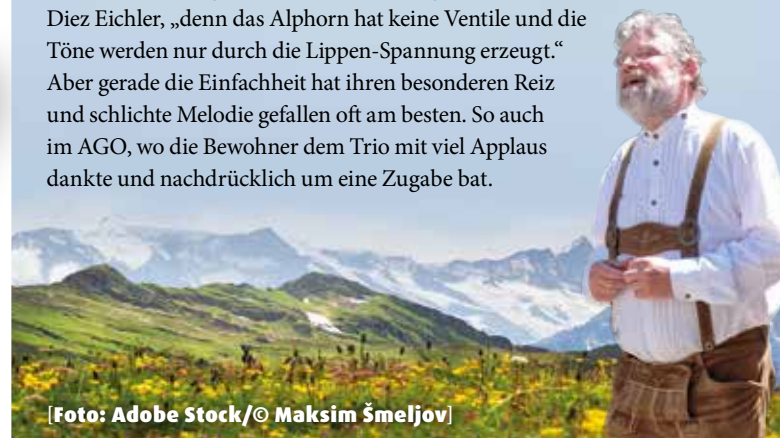 Diez Eichler, „denn das Alphorn hat keine Ventile und die
Töne werden nur durch die Lippen-Spannung erzeugt.“
Aber gerade die Einfachheit hat ihren besonderen Reiz
und schlichte Melodie gefallen oft am besten. So auch
im AGO, wo die Bewohner dem Trio mit viel Applaus
dankte und nachdrücklich um eine Zugabe bat.
[Foto: Adobe Stock/© Maksim Šmeljov]